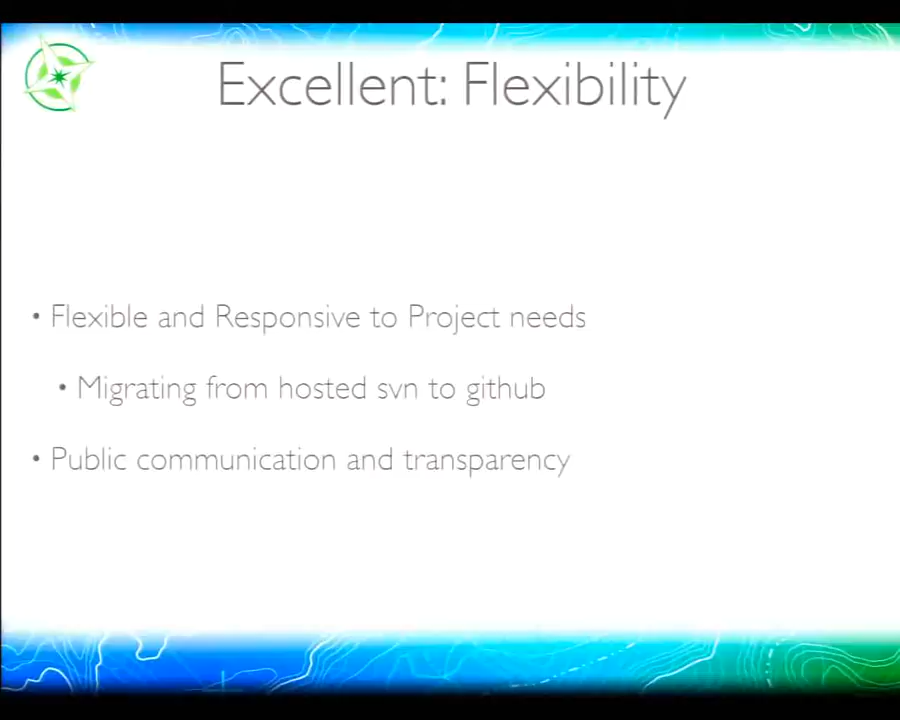 Excellent: Flexibility
• Flexible and Responsive to Project needs
• Migrating from hosted svn to github
• Public communication and transparency